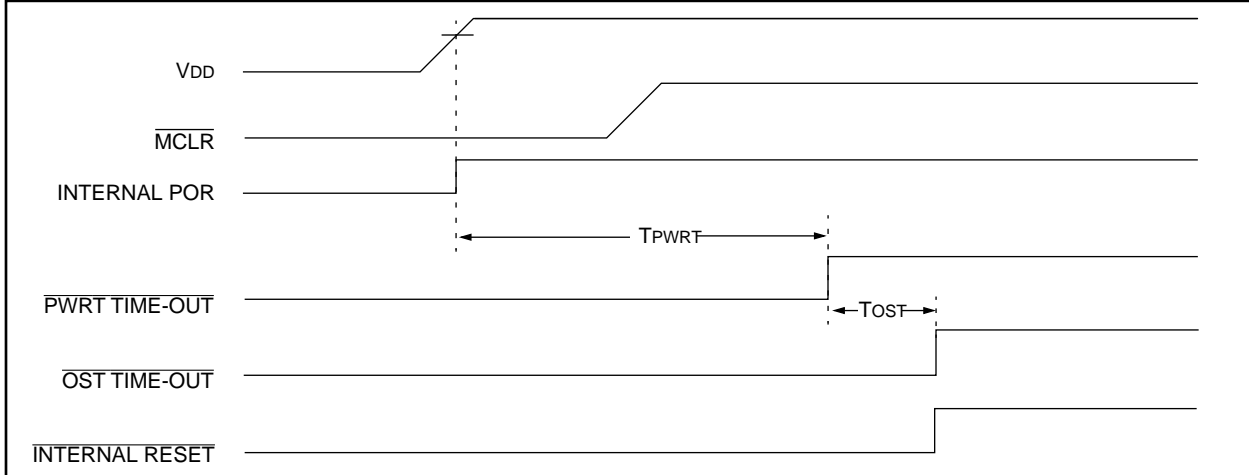 VDD
MCLR
INTERNAL POR
TPWRT
PWRT TIME-OUT
TOST
OST TIME-OUT
INTERNAL RESET